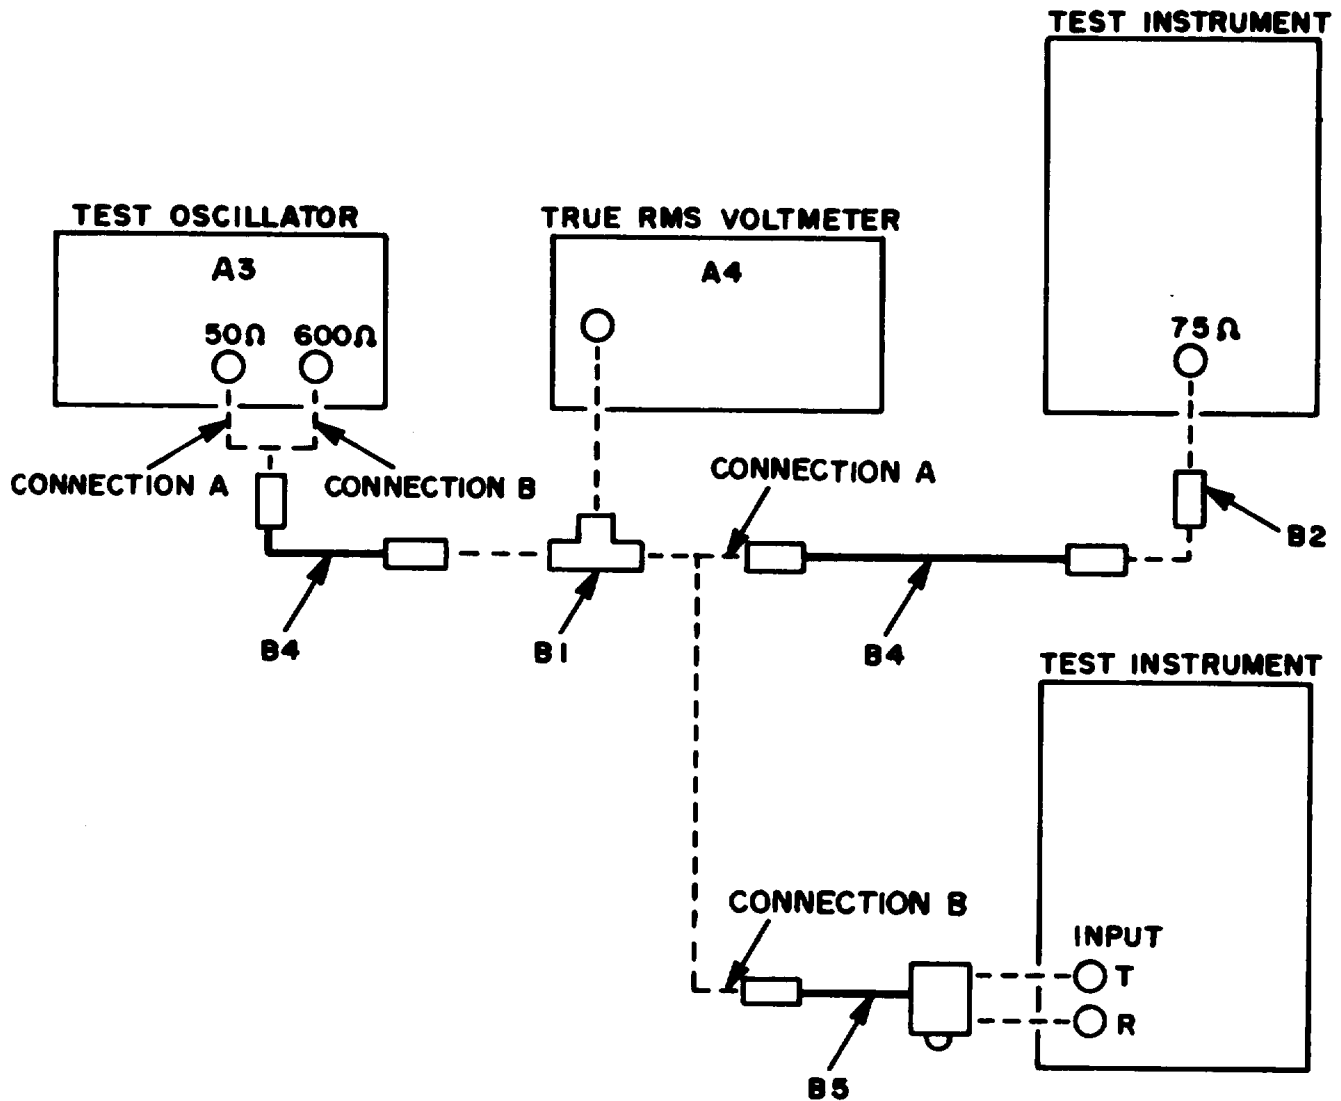 TEST INSTRUMENT
TEST OSCILLATOR
TRUE RMS VOLTMETER
A3
A4
50Ω
600Ω
75Ω
CONNECTION A
CONNECTION B
CONNECTION A
B2
B4
B1
B4
TEST INSTRUMENT
CONNECTION B
INPUT
T
R
B5